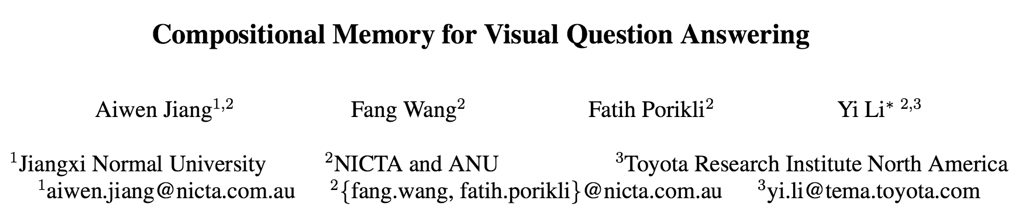 Compositional Memory for Visual Question Answering
Aiwen Jiang1,2 Fang Wang2 Fatih Porikli2 Yi Li* 2,3
1Jiangxi Normal University 2NICTA and ANU 3Toyota Research Institute North America
1aiwen.jiang@nicta.com.au 2{fang.wang, fatih.porikli}@nicta.com.au 3yi.li@tema.toyota.com